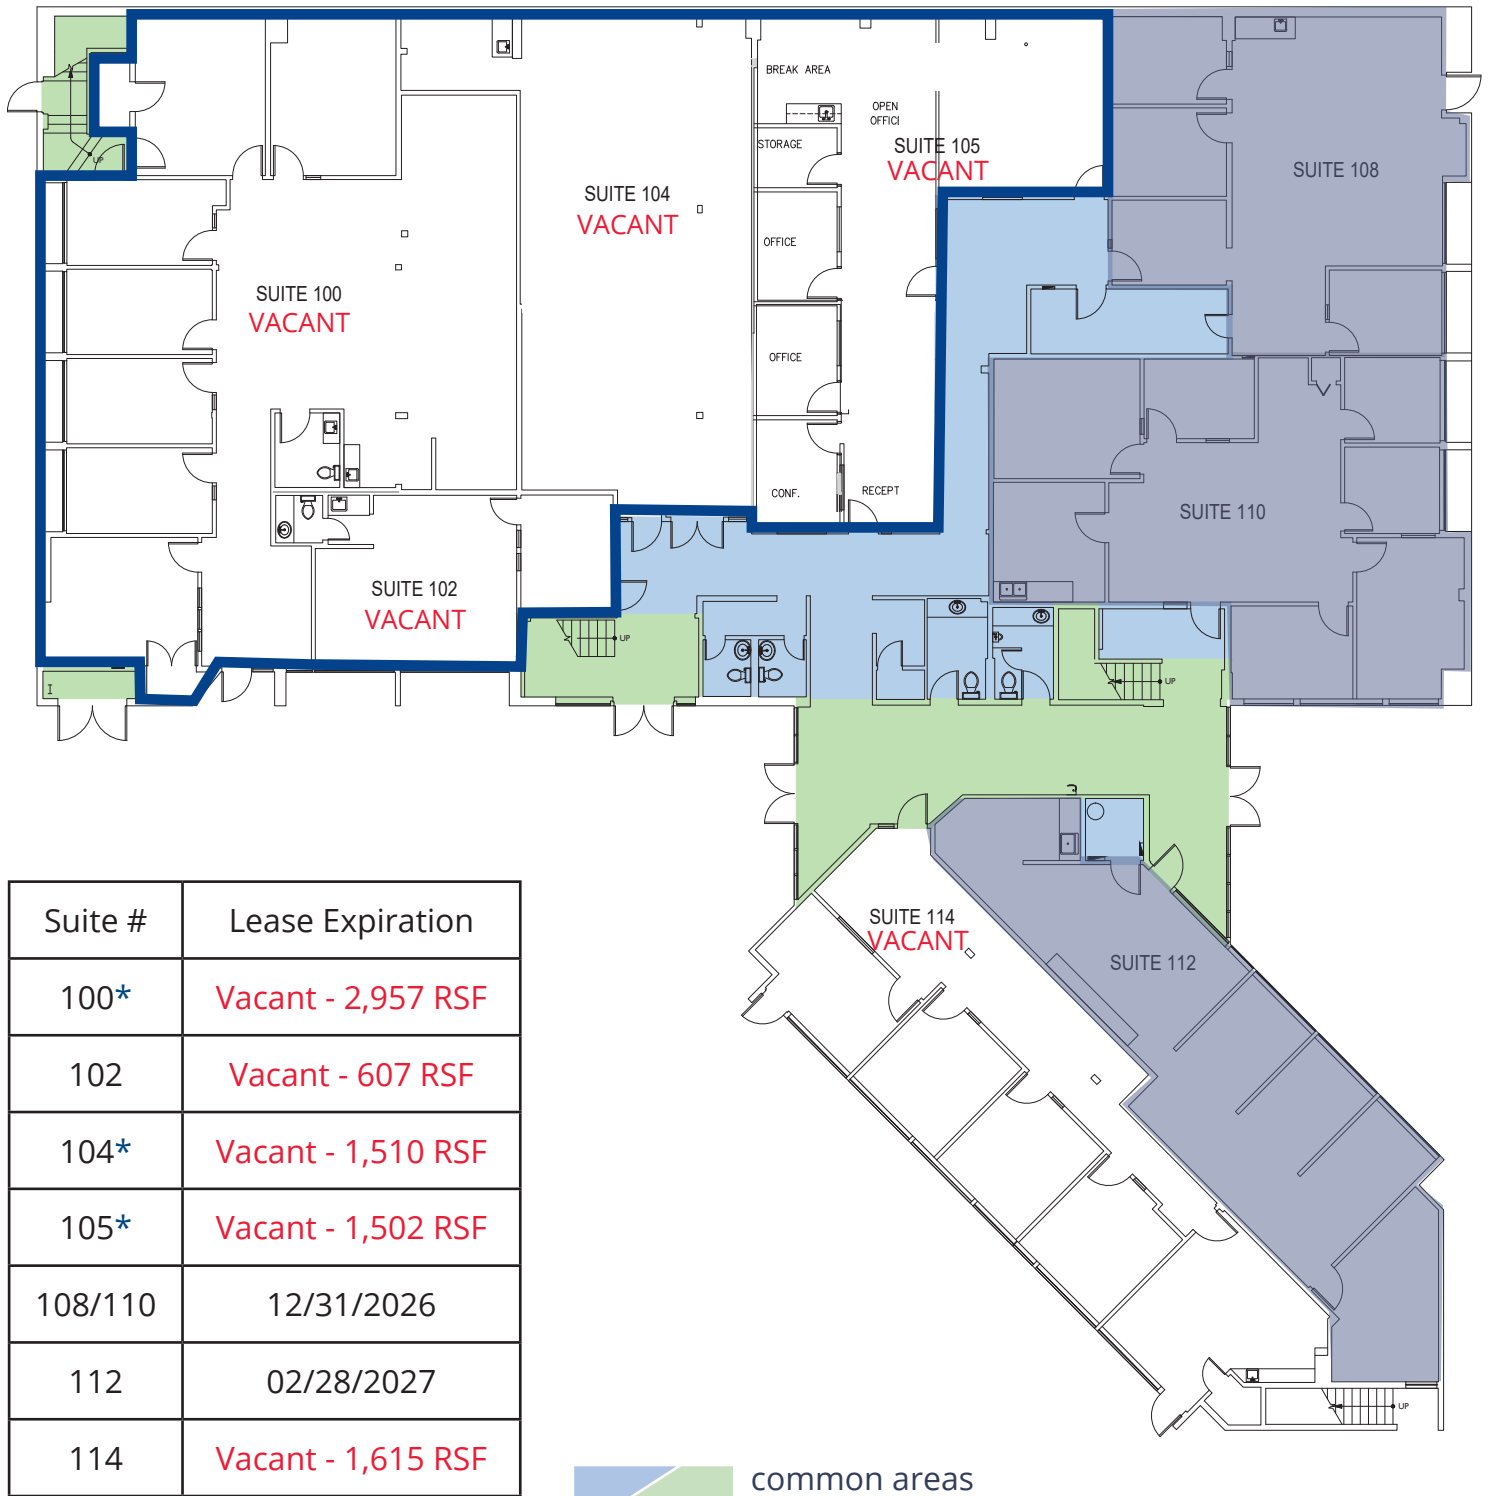 BREAK AREA
OPEN
OFFICI
STORAGE
SUITE 105
VACANT
SUITE 108
SUITE 104
VACANT
UP
OFFICE
SUITE 100
VACANT
OFFICE
CONF.
RECEPT
SUITE 110
SUITE 102
VACANT
UP
UP
SUITE 114
VACANT
SUITE 112
UP
Suite # Lease Expiration
100* Vacant - 2,957 RSF
102 Vacant - 607 RSF
104* Vacant - 1,510 RSF
105* Vacant - 1,502 RSF
108/110 12/31/2026
112 02/28/2027
114 Vacant - 1,615 RSF
common areas